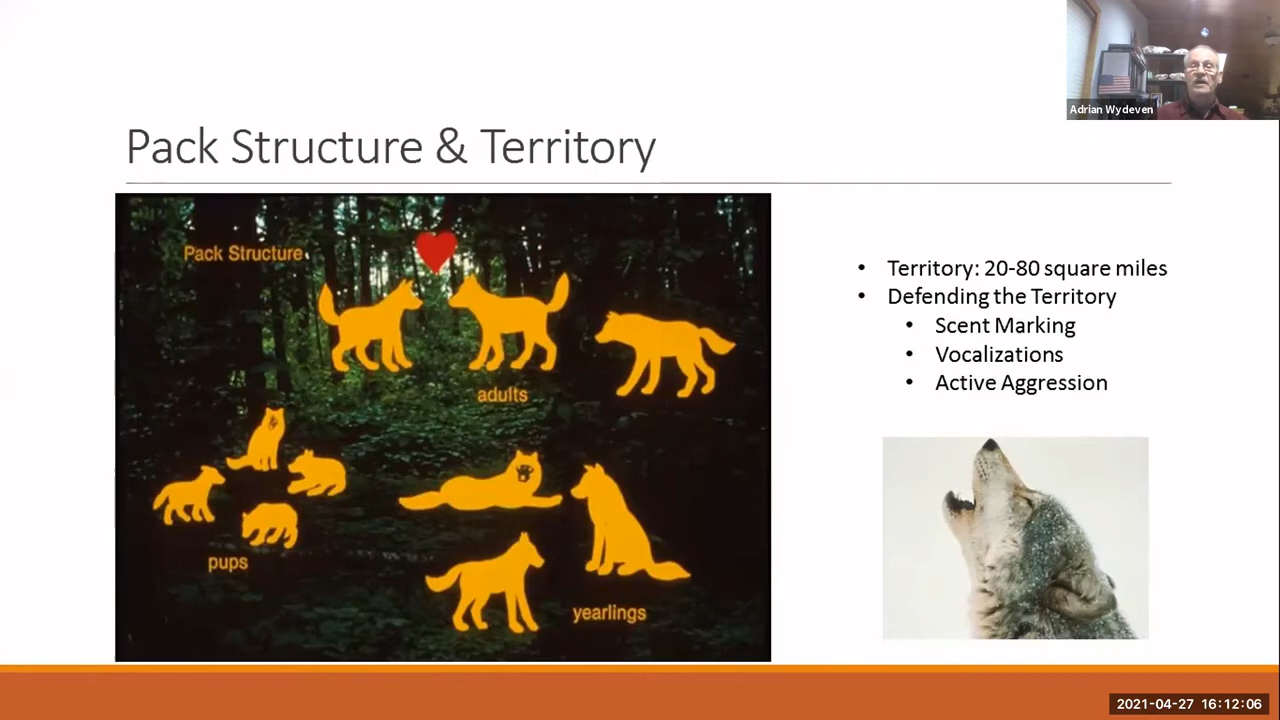 Adrian Wydeven
Pack Structure & Territory
Pack Structure
adults
pups
yearlings
• Territory: 20-80 square miles
• Defending the Territory
• Scent Marking
• Vocalizations
• Active Aggression
2021-04-27 16:12:06